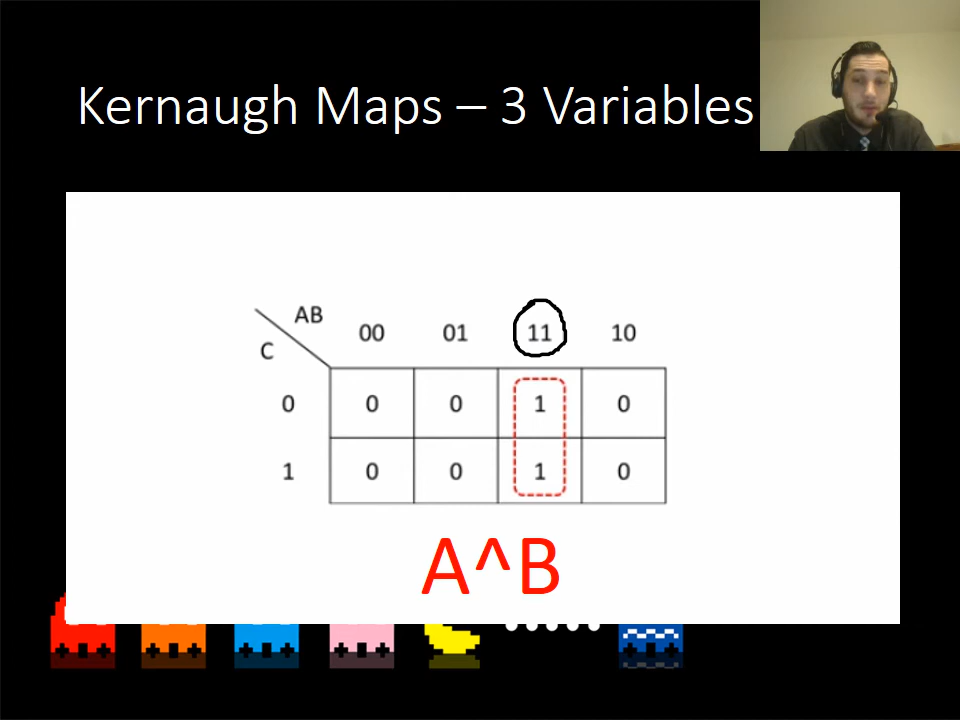 Kernaugh Maps – 3 Variables
AB
C
00 01 11 10
0 0 0 1 0
1 0 0 1 0
A^B